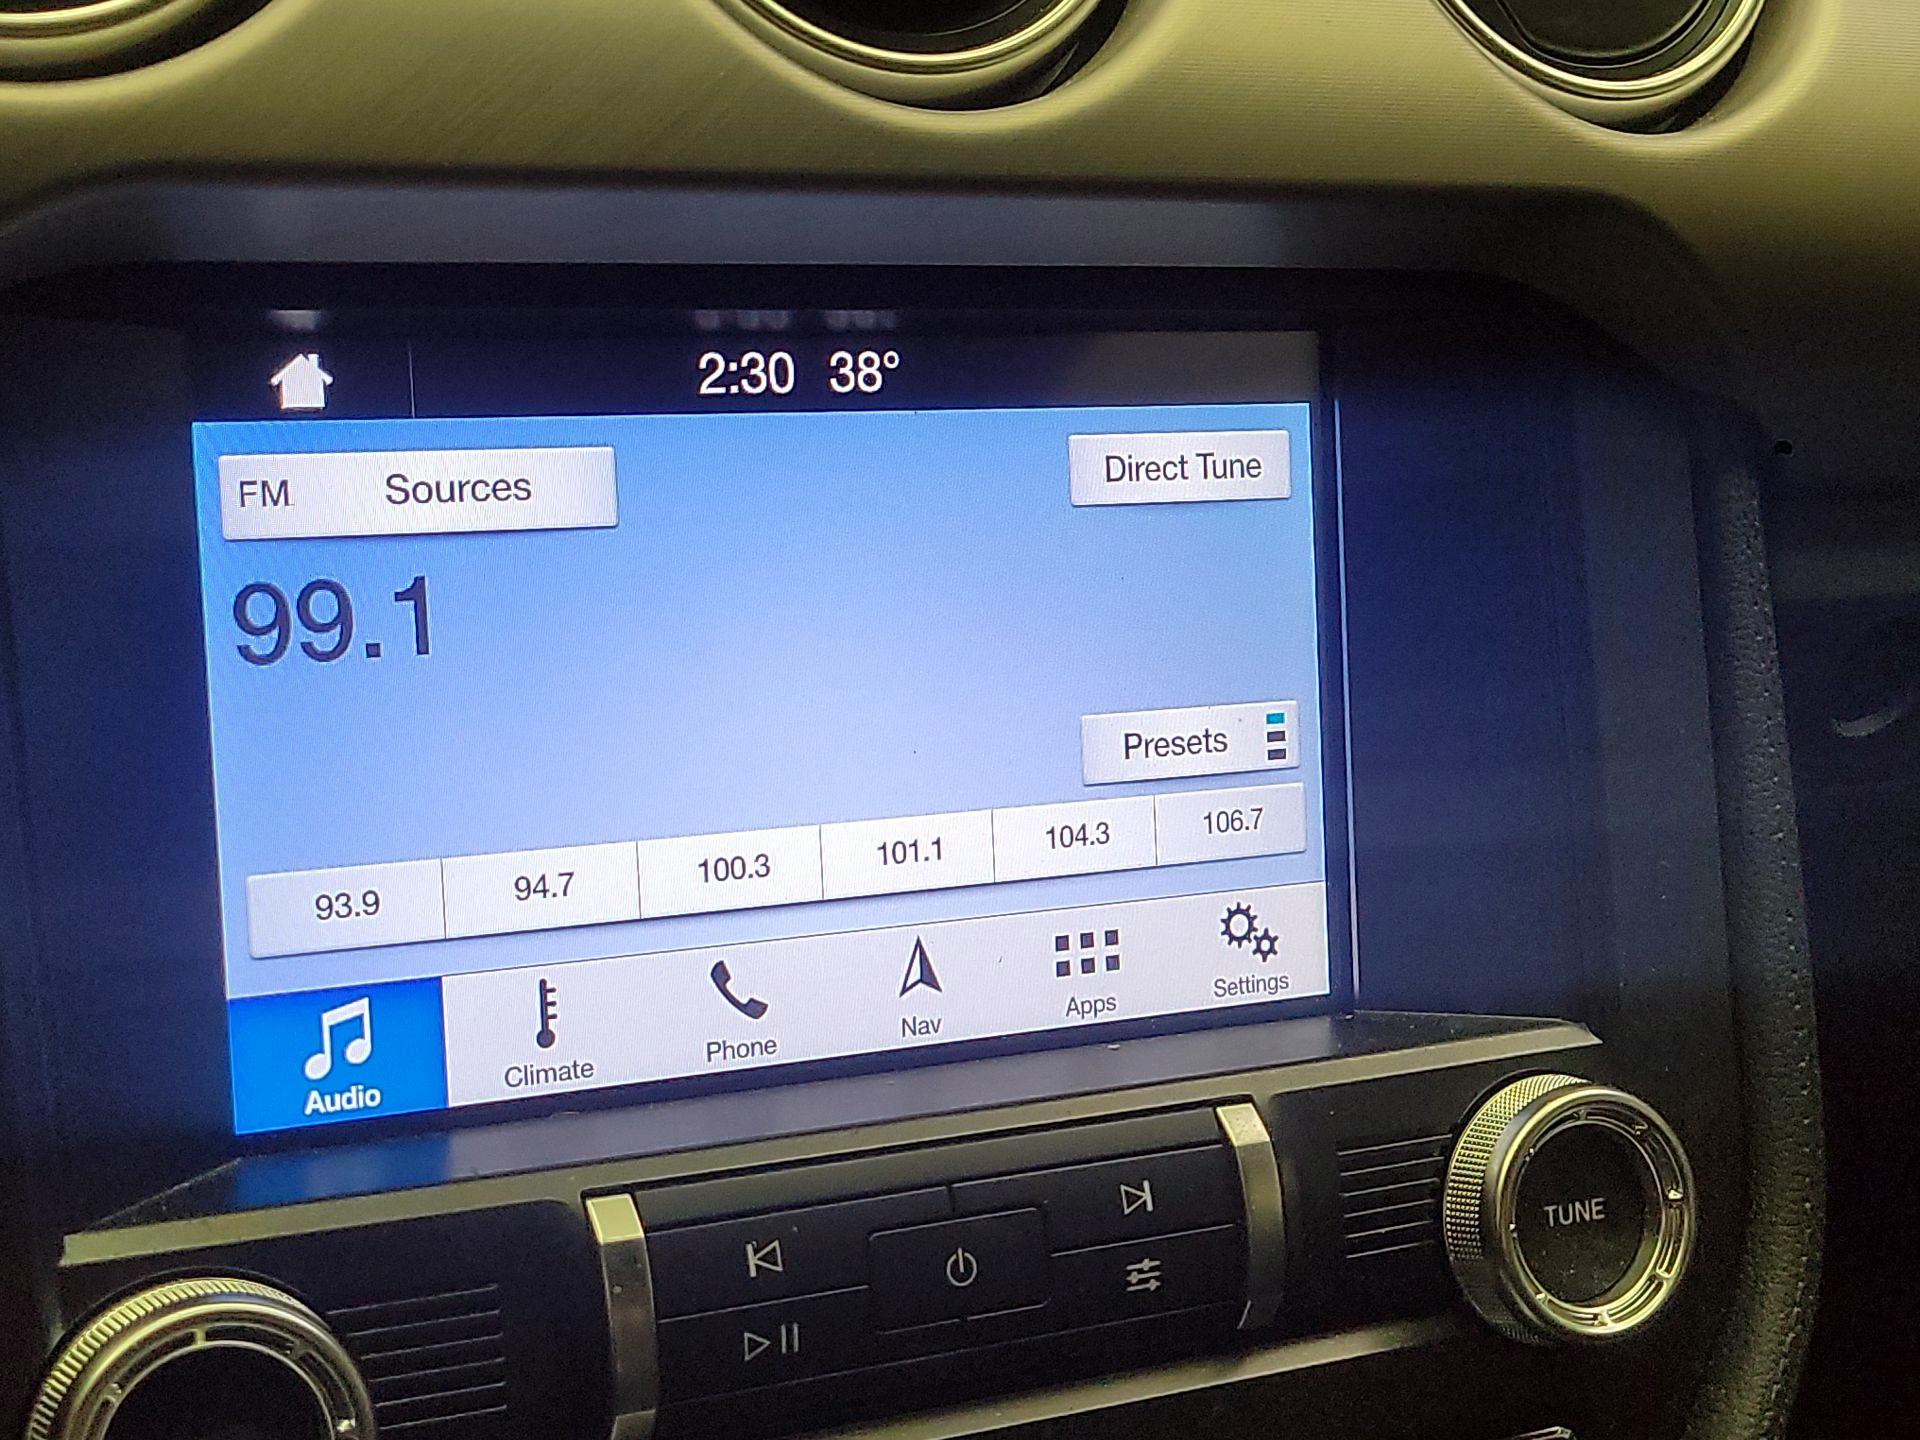 2:30 38°
FM Sources
Direct Tune
99.1
Presets
93.9 94.7 100.3 101.1 104.3 106.7
Audio Climate Phone Nav Apps Settings
TUNE